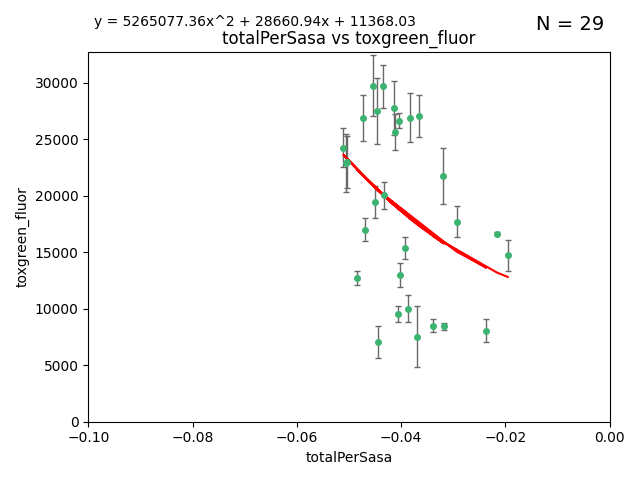 y = 5265077.36x^2 + 28660.94x + 11368.03
N = 29
totalPerSasa vs toxgreen_fluor
30000
25000
20000
15000
10000
5000
0
toxgreen_fluor
−0.10
−0.08
−0.06
−0.04
−0.02
0.00
totalPerSasa